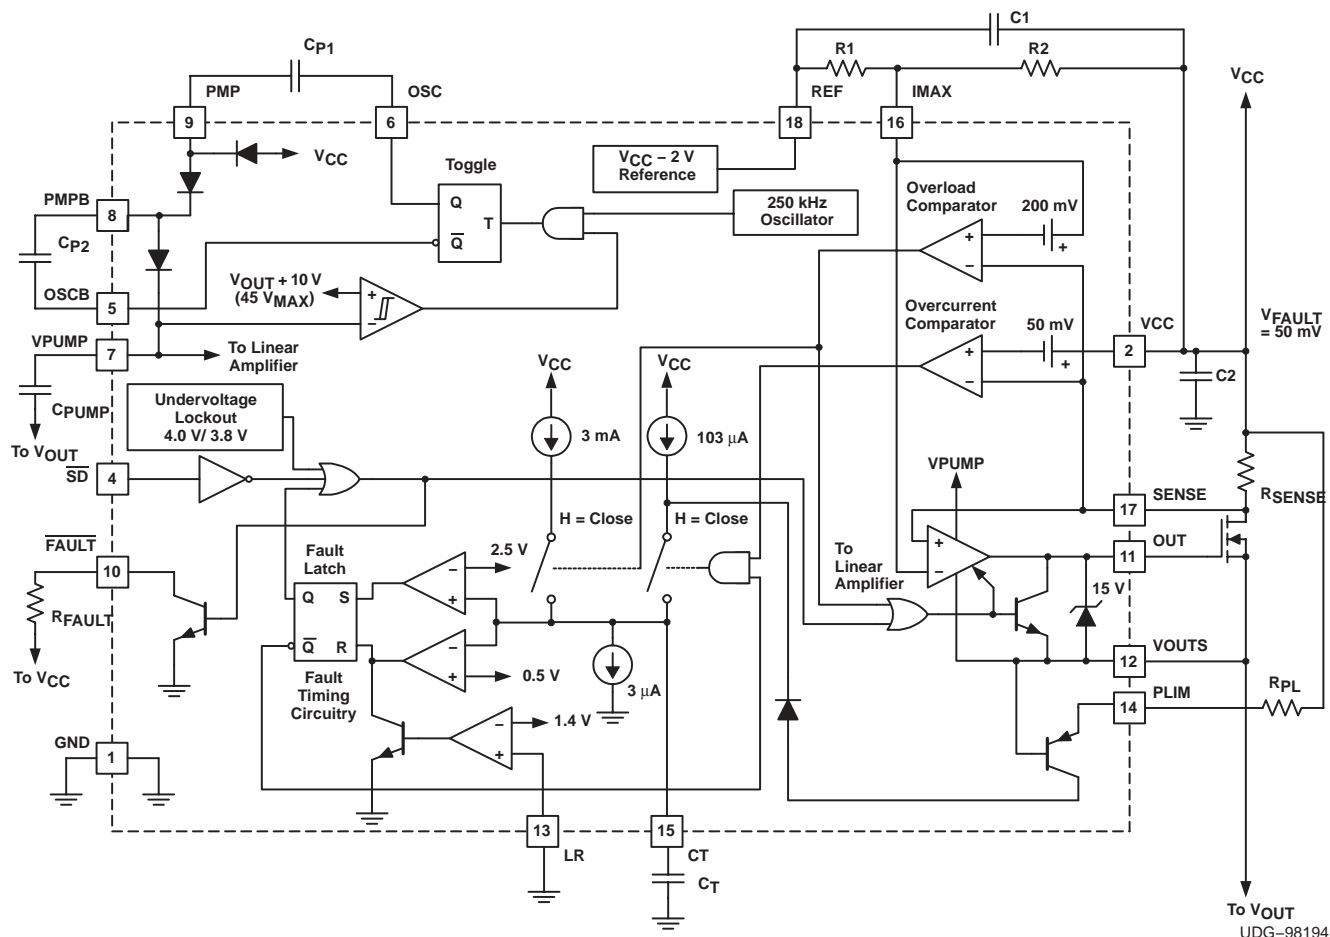 C1
CP1
R1
R2
PMP
OSC
REF
IMAX
VCC
9
6
18
16
VCC
VCC – 2 V
Reference
Toggle
Overload
Comparator
200 mV
PMPB
8
Q
T
Q
250 kHz
Oscillator
+
–
+
CP2
VOUT + 10 V
(45 VMAX)
OSCB
5
+
–
Overcurrent
Comparator
50 mV
VCC
VFAULT
= 50 mV
VPUMP
7
To Linear
Amplifier
VCC
VCC
+
–
+
2
C2
CPUMP
To VOUT
Undervoltage
Lockout
4.0 V/ 3.8 V
3 mA
103 µA
SD
4
VPUMP
SENSE
17
RSENSE
H = Close
H = Close
FAULT
10
Fault
Latch
2.5 V
–
+
To
Linear
Amplifier
+
–
OUT
11
15 V
RFAULT
Q
S
Q
R
–
+
0.5 V
VOUTS
12
To VCC
Fault
Timing
Circuitry
3 µA
RPL
PLIM
14
1.4 V
–
+
GND
1
13
LR
15
CT
CT
To VOUT
UDG–98194